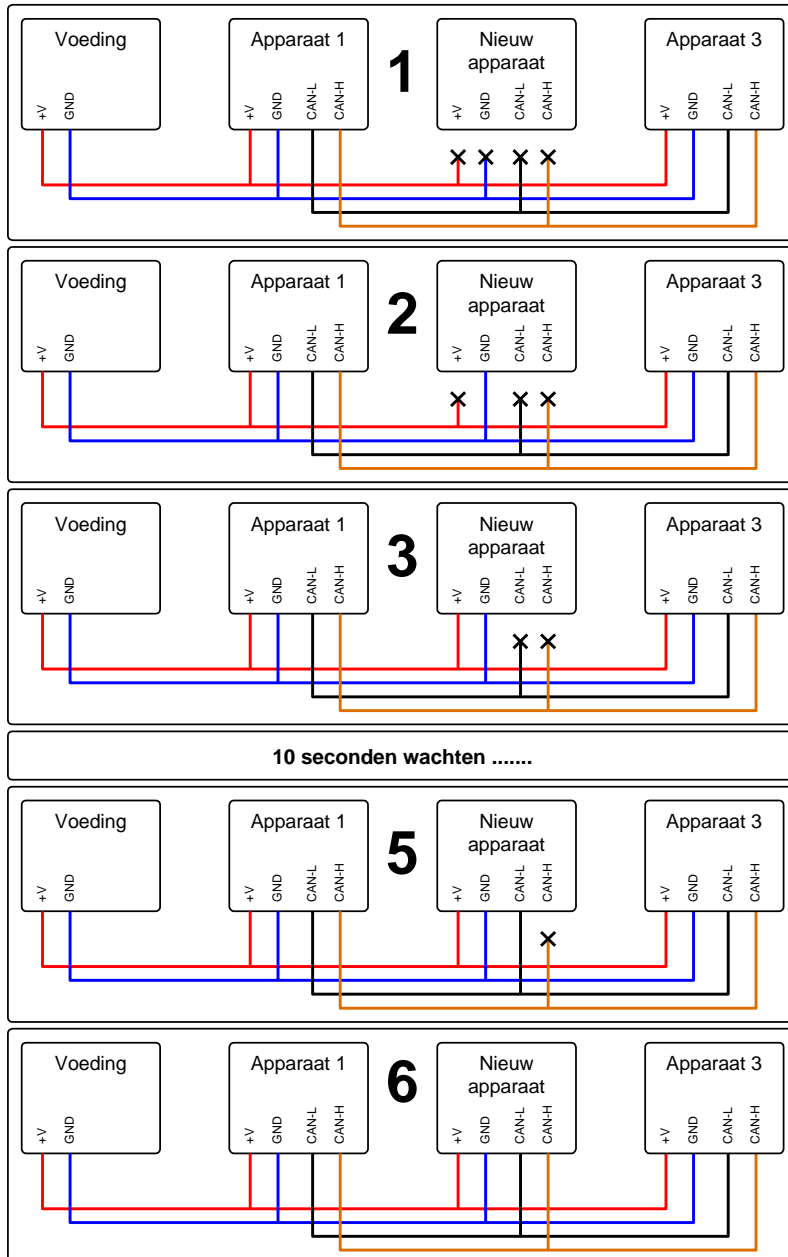 Voeding
Apparaat 1
1
Nieuw
apparaat
Apparaat 3
+V
GND
+V
GND
CAN-L
CAN-H
+V
GND
CAN-L
CAN-H
+V
GND
CAN-L
CAN-H
Voeding
Apparaat 1
2
Nieuw
apparaat
Apparaat 3
+V
GND
+V
GND
CAN-L
CAN-H
+V
GND
CAN-L
CAN-H
+V
GND
CAN-L
CAN-H
Voeding
Apparaat 1
3
Nieuw
apparaat
Apparaat 3
+V
GND
+V
GND
CAN-L
CAN-H
+V
GND
CAN-L
CAN-H
+V
GND
CAN-L
CAN-H
10 seconden wachten .......
Voeding
Apparaat 1
5
Nieuw
apparaat
Apparaat 3
+V
GND
+V
GND
CAN-L
CAN-H
+V
GND
CAN-L
CAN-H
+V
GND
CAN-L
CAN-H
Voeding
Apparaat 1
6
Nieuw
apparaat
Apparaat 3
+V
GND
+V
GND
CAN-L
CAN-H
+V
GND
CAN-L
CAN-H
+V
GND
CAN-L
CAN-H